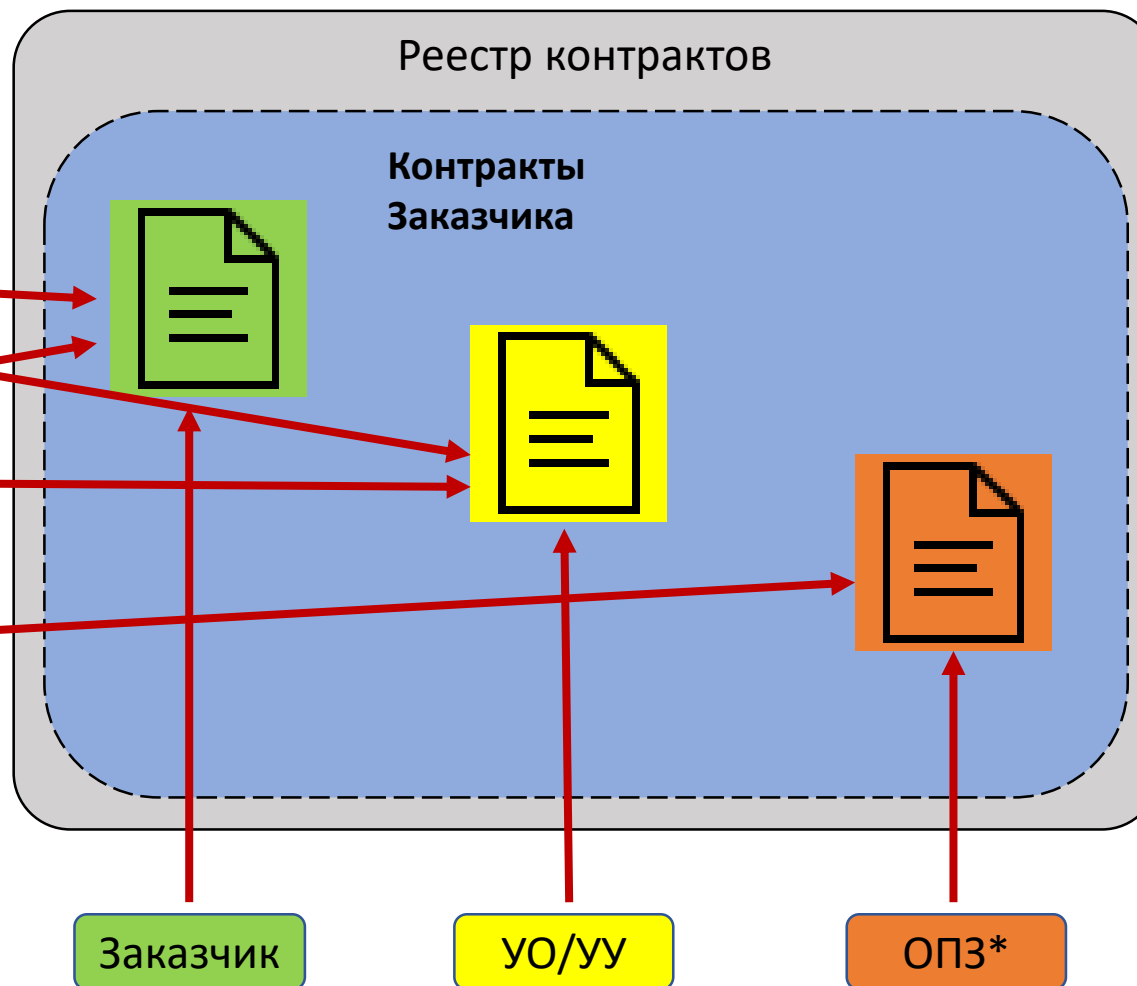 Реестр контрактов
Контракты
Заказчика
Заказчик
УО/УУ
ОПЗ*